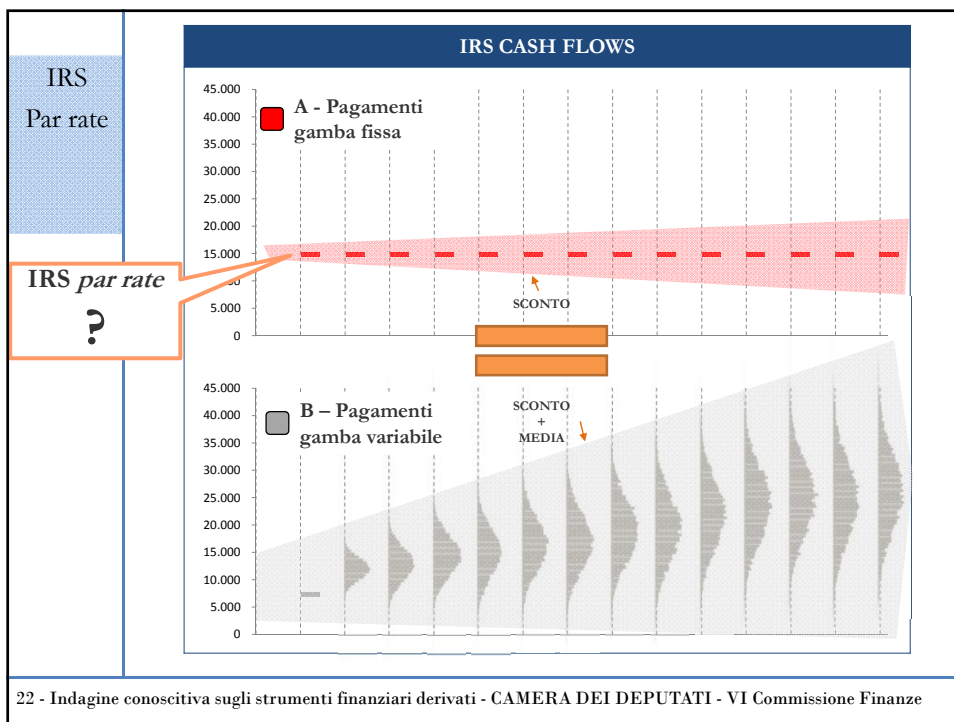 IRS CASH FLOWS
IRS
Par rate
IRS par rate
?
45.000
40.000
35.000
30.000
25.000
20.000
15.000
5.000
0
A - Pagamenti
gamba fissa
SCONTO
45.000
40.000
35.000
30.000
25.000
20.000
15.000
10.000
5.000
0
B – Pagamenti
gamba variabile
SCONTO
+
MEDIA
22 - Indagine conoscitiva sugli strumenti finanziari derivati - CAMERA DEI DEPUTATI - VI Commissione Finanze